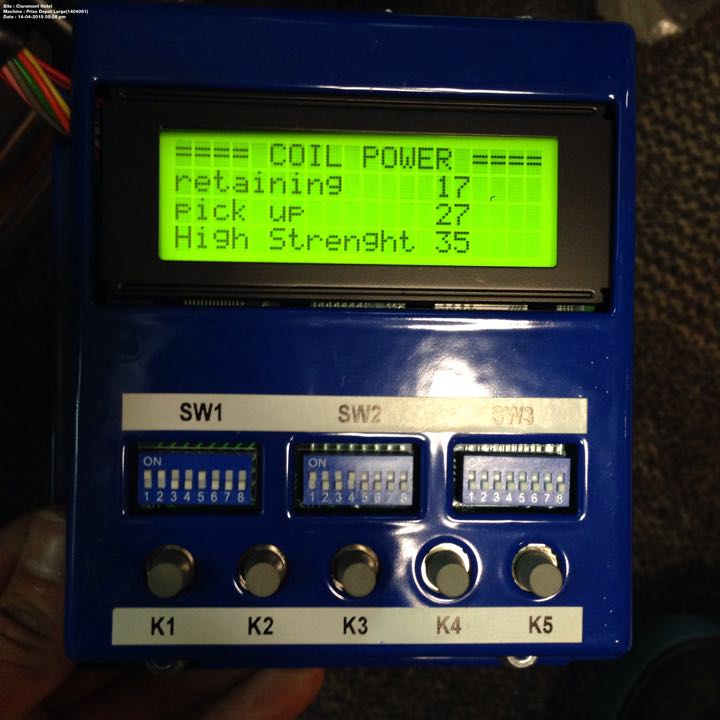 Site : Claremont Hotel
Machine : Prize Depot Large(1404061)
Date : 14-04-2015 05:26 pm
==== COIL POWER ====
retaining 17
pick up 27
High Strenght 35
SW1 SW2 SW3
ON ON ON
1 2 3 4 5 6 7 8 1 2 3 4 5 6 7 8 1 2 3 4 5 6 7 8
K1 K2 K3 K4 K5